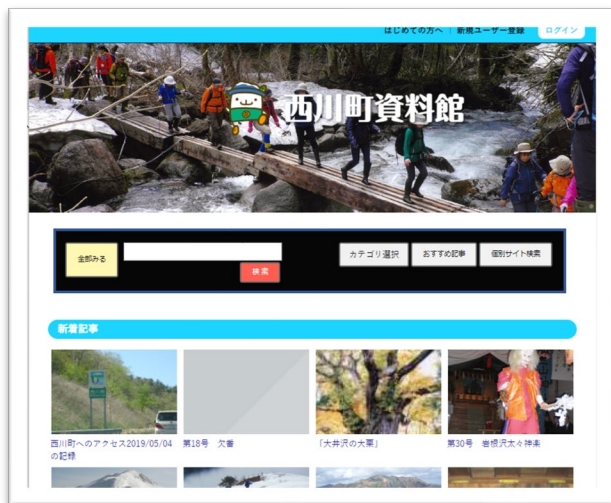 はじめての方へ | 新規ユーザー登録 ログイン
西川町資料館
全部みる
検索
カテゴリ選択 おすすめ記事 個別サイト検索
新着記事
西川町へのアクセス2019/05/04
の記録
第18号 欠番
「大井沢の大栗」
第30号 岩根沢太々神楽